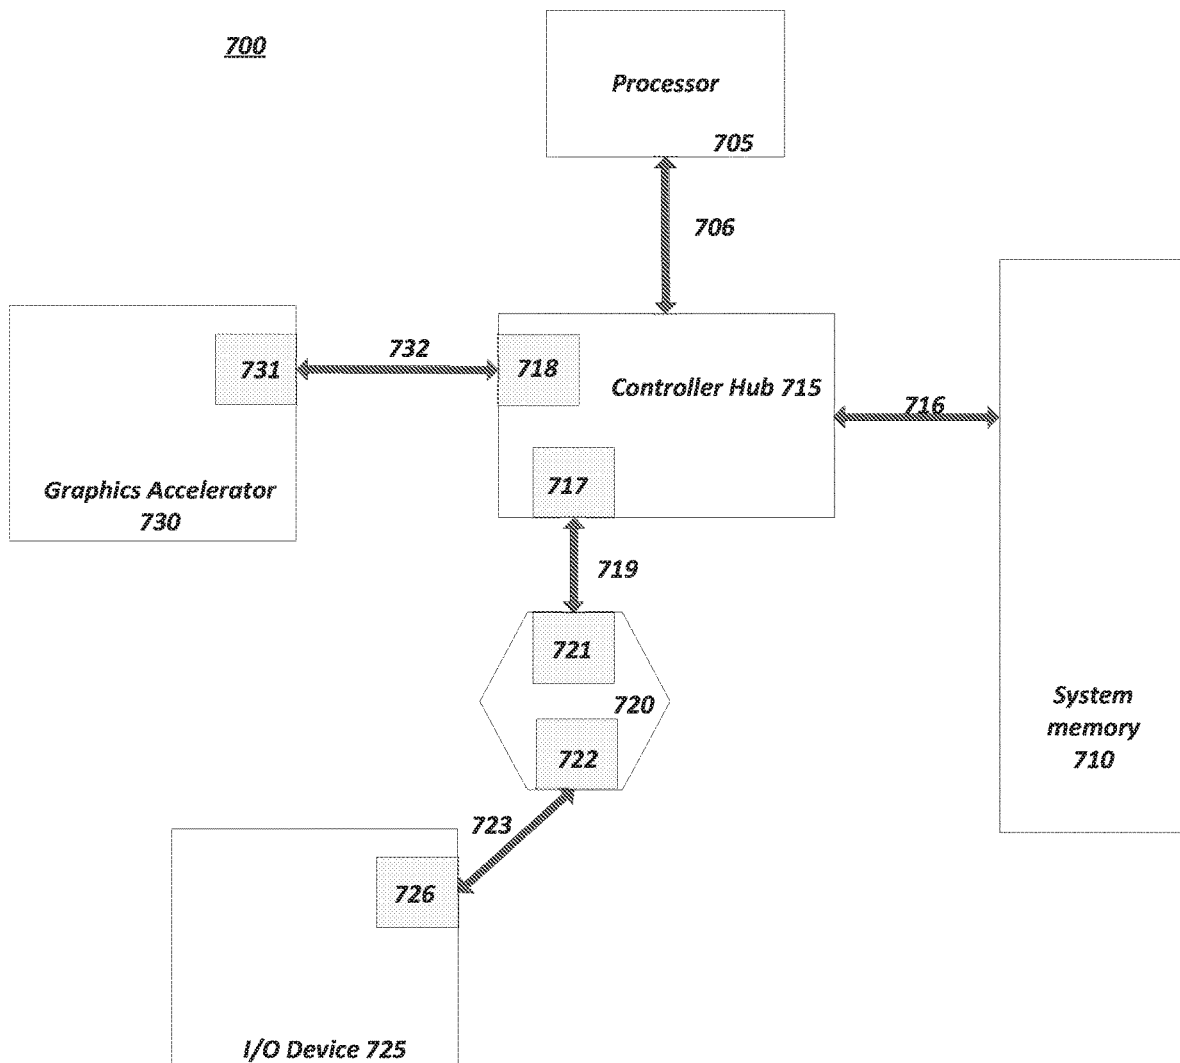 700
Processor
705
706
732
731
718
Controller Hub 715
716
717
Graphics Accelerator
730
719
721
720
722
System
memory
710
723
726
I/O Device 725